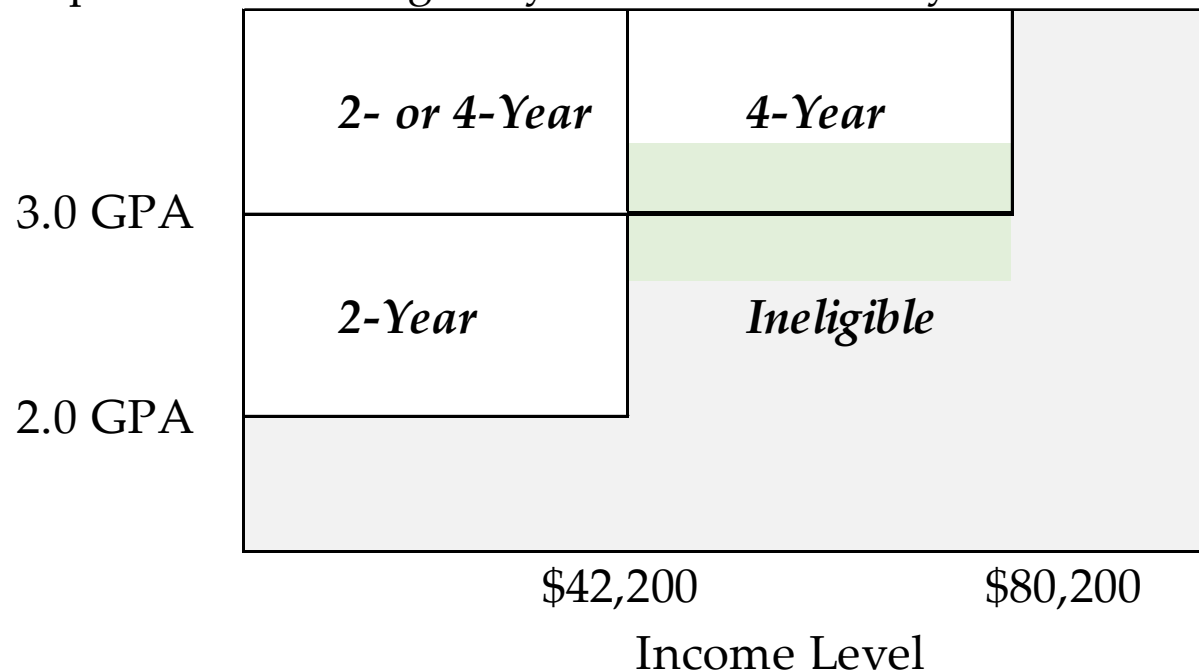 2- or 4-Year 4-Year
3.0 GPA
2-Year Ineligible
2.0 GPA
$42,200 $80,200
Income Level